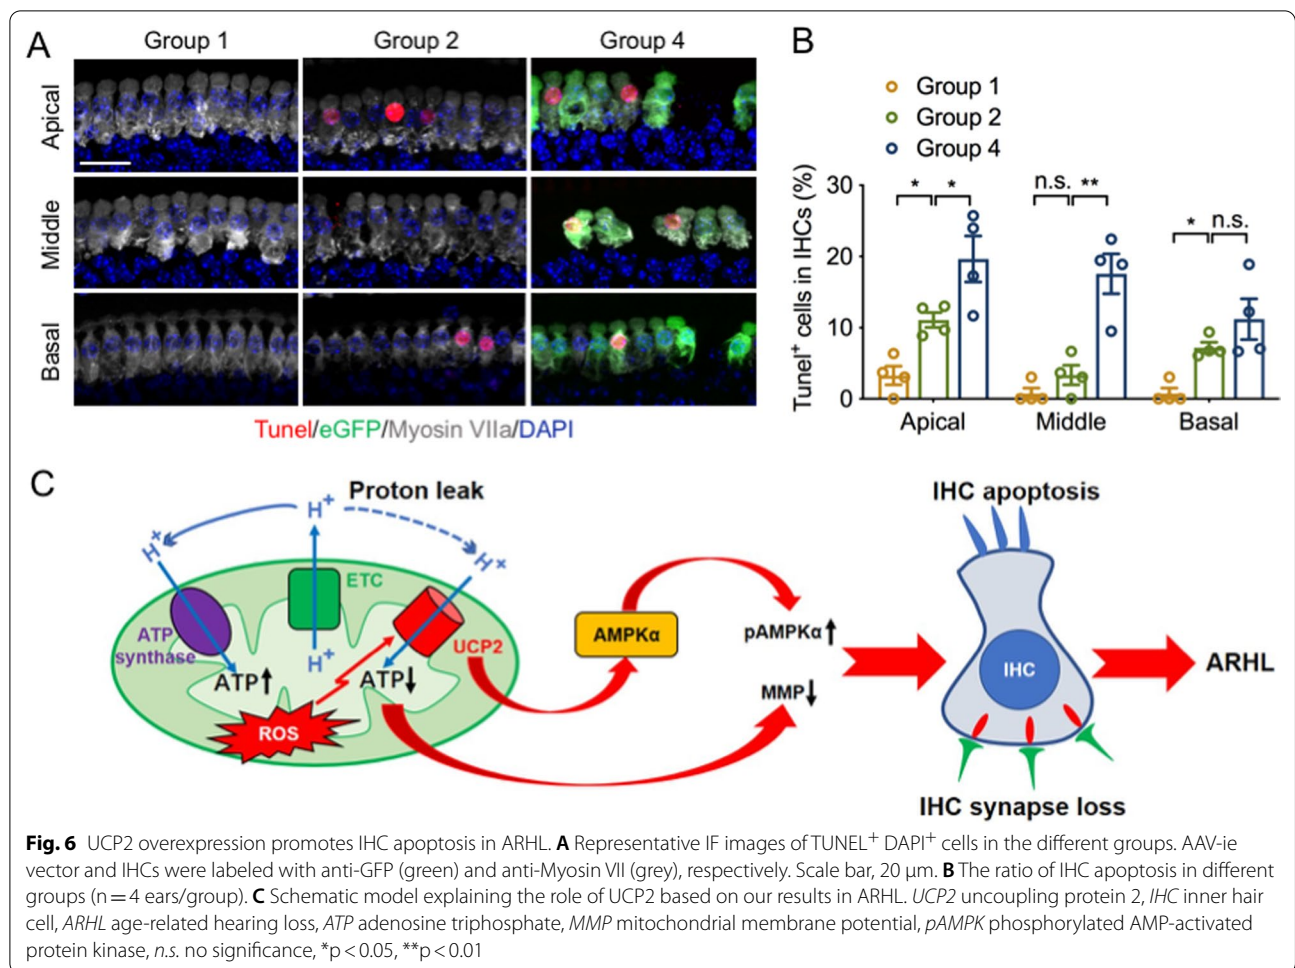 A
Group 1
Group 2
Group 4
Apical
Middle
Basal
Tunel/eGFP/Myosin VIIa/DAPI
B
Group 1
Group 2
Group 4
Tunel+ cells in IHCs (%)
30
20
10
0
* *
n.s. **
* n.s.
Apical Middle Basal
C
Proton leak
H+
H+
H+
ETC
ATP synthase
UCP2
H+
ATP
ATP
ROS
AMPKα
pAMPKα
MMP
IHC apoptosis
IHC
ARHL
IHC synapse loss
Fig. 6 UCP2 overexpression promotes IHC apoptosis in ARHL. A Representative IF images of TUNEL+ DAPI+ cells in the different groups. AAV-ie
vector and IHCs were labeled with anti-GFP (green) and anti-Myosin VII (grey), respectively. Scale bar, 20 μm. B The ratio of IHC apoptosis in different
groups (n = 4 ears/group). C Schematic model explaining the role of UCP2 based on our results in ARHL. UCP2 uncoupling protein 2, IHC inner hair
cell, ARHL age-related hearing loss, ATP adenosine triphosphate, MMP mitochondrial membrane potential, pAMPK phosphorylated AMP-activated
protein kinase, n.s. no significance, *p < 0.05, **p < 0.01